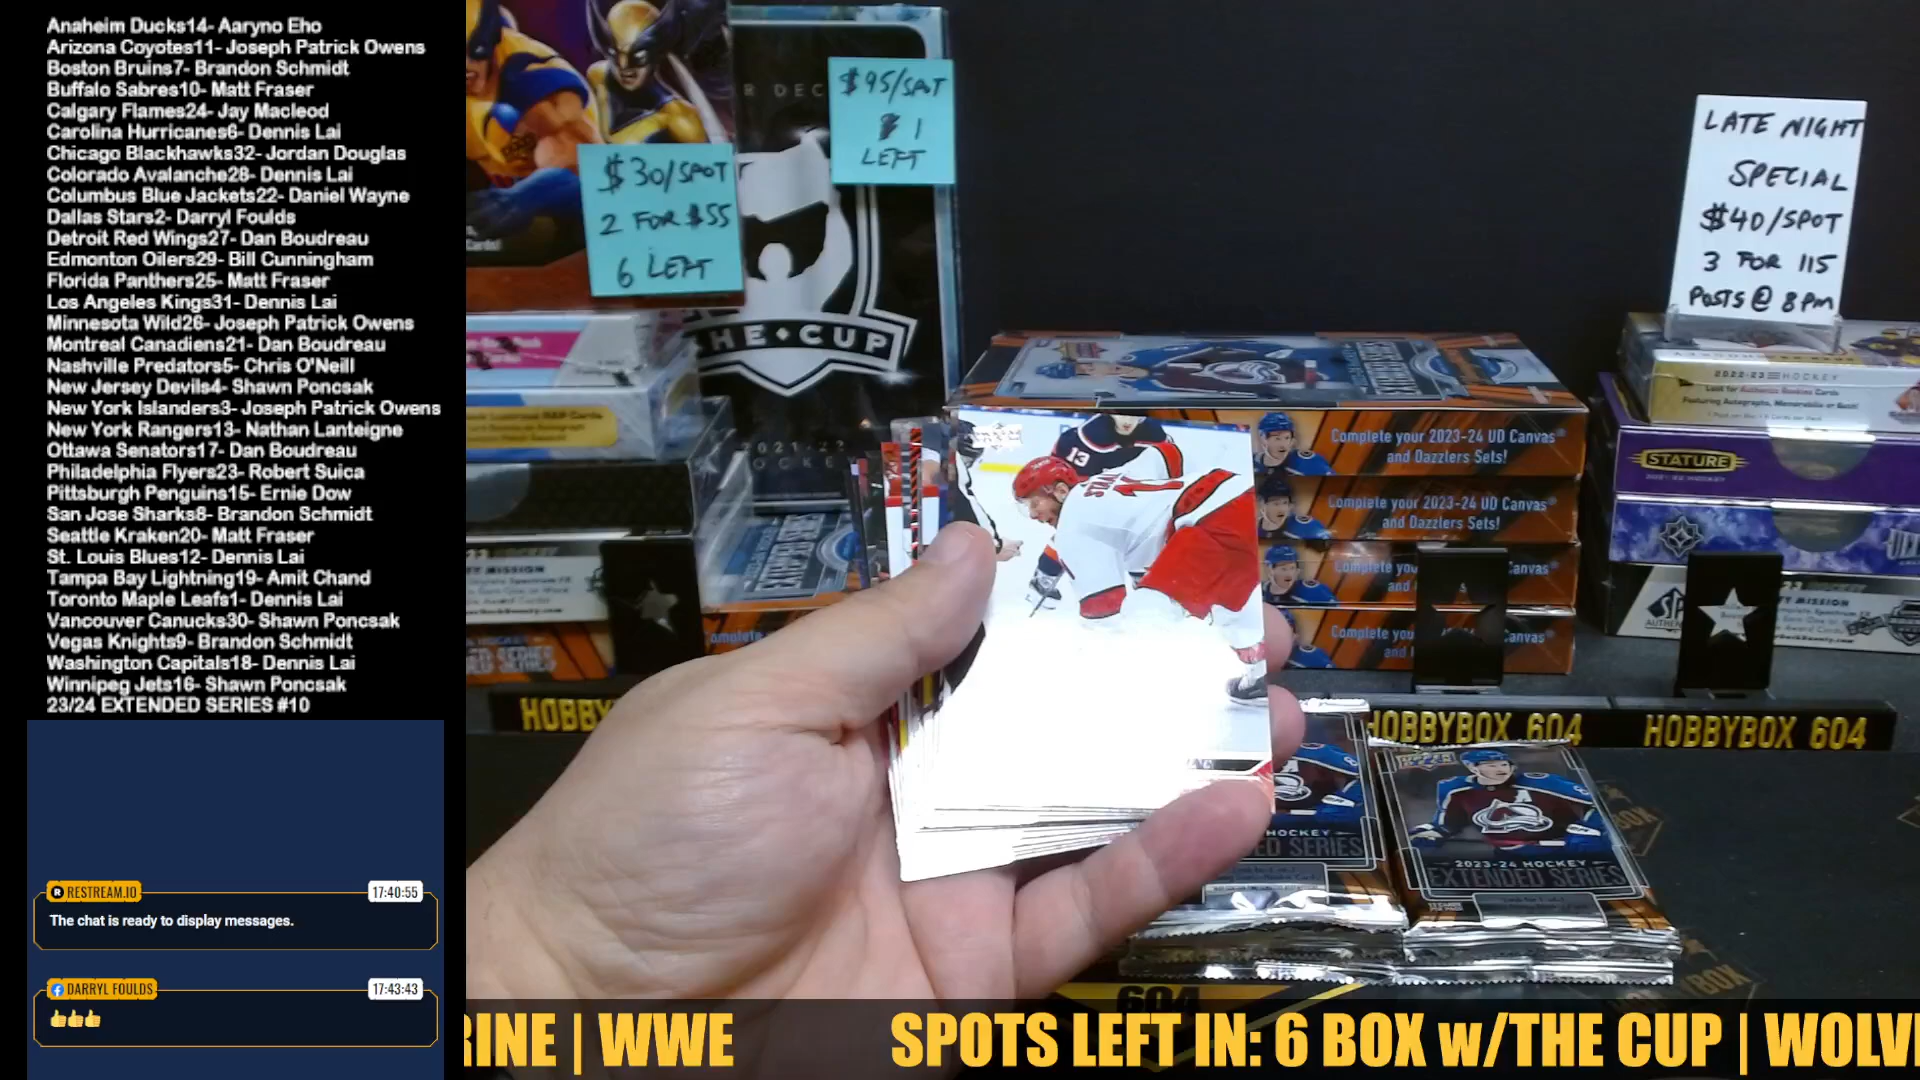 Anaheim Ducks14- Aaryno Eho
Arizona Coyotes11- Joseph Patrick Owens
Boston Bruins7- Brandon Schmidt
Buffalo Sabres10- Matt Fraser
Calgary Flames24- Jay Macleod
Carolina Hurricanes6- Dennis Lai
Chicago Blackhawks32- Jordan Douglas
Colorado Avalanche28- Dennis Lai
Columbus Blue Jackets22- Daniel Wayne
Dallas Stars2- Darryl Foulds
Detroit Red Wings27- Dan Boudreau
Edmonton Oilers29- Bill Cunningham
Florida Panthers25- Matt Fraser
Los Angeles Kings31- Dennis Lai
Minnesota Wild26- Joseph Patrick Owens
Montreal Canadiens21- Dan Boudreau
Nashville Predators5- Chris O'Neill
New Jersey Devils4- Shawn Poncsak
New York Islanders3- Joseph Patrick Owens
New York Rangers13- Nathan Lanteigne
Ottawa Senators17- Dan Boudreau
Philadelphia Flyers23- Robert Suica
Pittsburgh Penguins15- Ernie Dow
San Jose Sharks8- Brandon Schmidt
Seattle Kraken20- Matt Fraser
St. Louis Blues12- Dennis Lai
Tampa Bay Lightning19- Amit Chand
Toronto Maple Leafs1- Dennis Lai
Vancouver Canucks30- Shawn Poncsak
Vegas Knights9- Brandon Schmidt
Washington Capitals18- Dennis Lai
Winnipeg Jets16- Shawn Poncsak
23/24 EXTENDED SERIES #10
RESTREAM.IO
17:40:55
The chat is ready to display messages.
DARRYL FOULDS
17:43:43
$30/SPOT
2 FOR $55
6 LEFT
$95/SPOT
1
LEFT
LATE NIGHT
SPECIAL
$40/SPOT
3 FOR 115
POSTS @ 8PM
THE CUP
13
Complete your 2023-24 UD Canvas
and Dazzlers Sets!
Complete your 2023-24 UD Canvas
and Dazzlers Sets!
2022-23 HOCKEY
STATURE
HOBBYBOX 604
HOBBYBOX 604
2023-24 HOCKEY
EXTENDED SERIES
604
RINE | WWE
SPOTS LEFT IN: 6 BOX w/THE CUP | WOLV